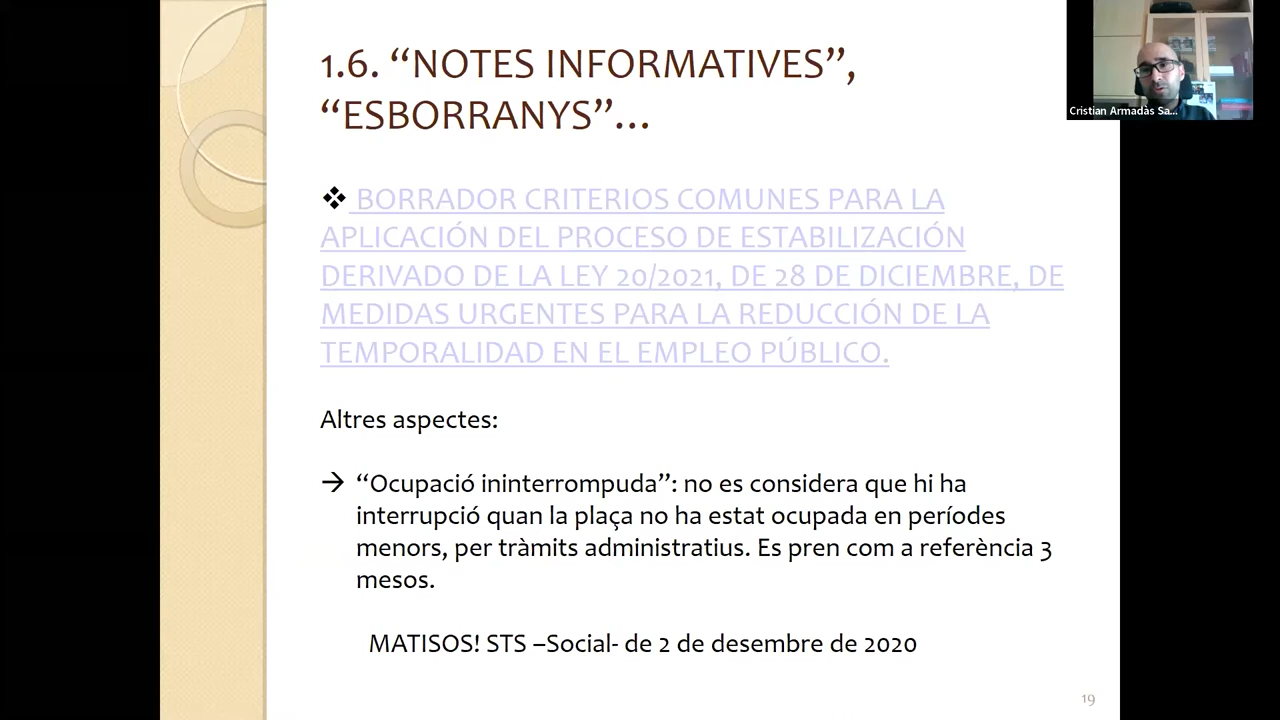 1.6. “NOTES INFORMATIVES”,
“ESBORRANYS”...
Cristian Armadàs Sa...
BORRADOR CRITERIOS COMUNES PARA LA
APLICACIÓN DEL PROCESO DE ESTABILIZACIÓN
DERIVADO DE LA LEY 20/2021, DE 28 DE DICIEMBRE, DE
MEDIDAS URGENTES PARA LA REDUCCIÓN DE LA
TEMPORALIDAD EN EL EMPLEO PÚBLICO.
Altres aspectes:
→ “Ocupació ininterrompuda”: no es considera que hi ha
interrupció quan la plaça no ha estat ocupada en períodes
menors, per tràmits administratius. Es pren com a referència 3
mesos.
MATISOS! STS –Social- de 2 de desembre de 2020
19